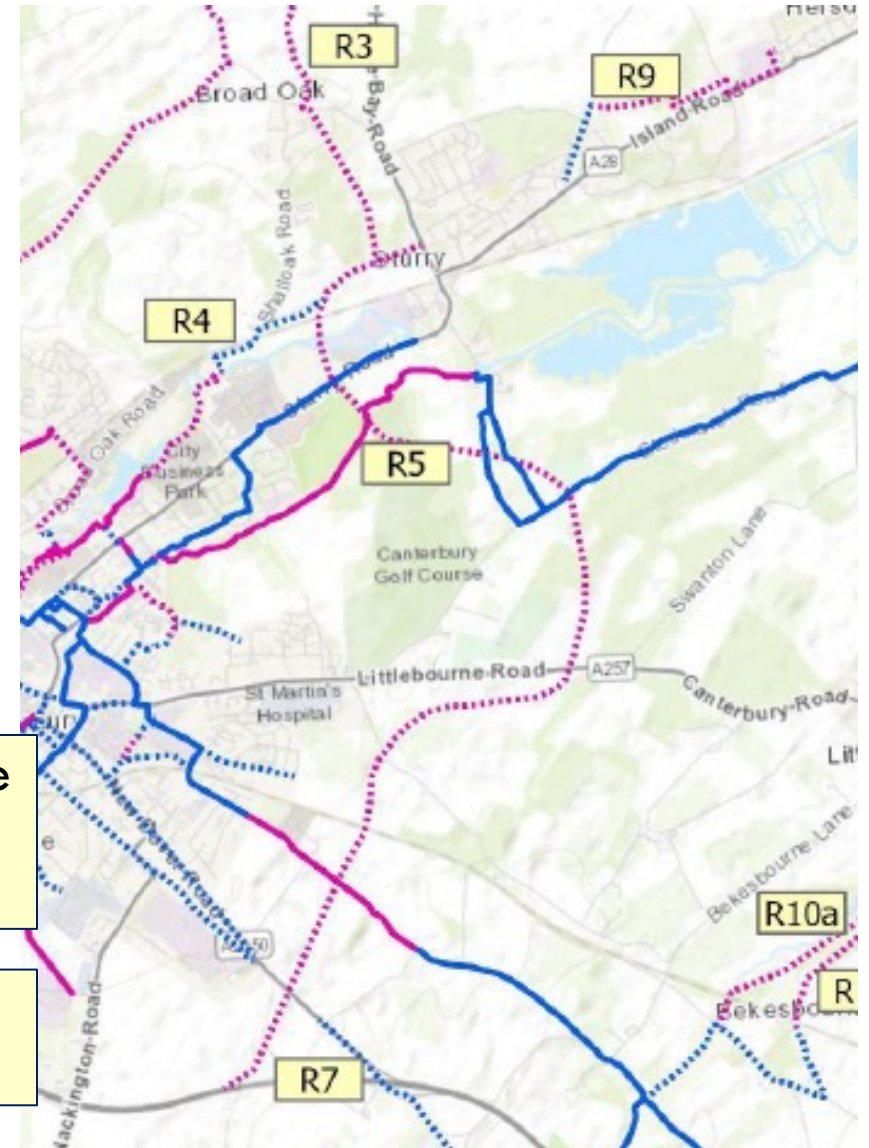 R3
Broad Oak
Bay-Road
R9
Island Road
A28
Shalloak Road
Sturry
R4
Sturry Road
Broad Oak Road
City
Business
Park
R5
Canterbury
Golf Course
Swanton Lane
Littlebourne-Road
A257
St Martin's
Hospital
Canterbury-Road
New Dover Road
e
e
Bekesbourne Lane
R10a
R
R7
Nackington-Road